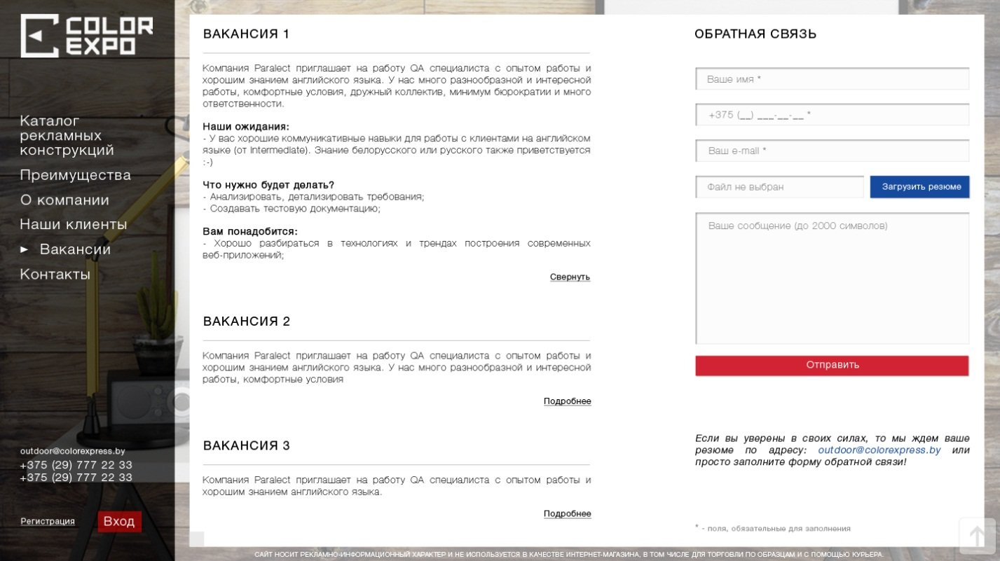 COLOR
EXPO
Каталог
рекламных
конструкций
Преимущества
О компании
Наши клиенты
► Вакансии
Контакты
outdoor@colorexpress.by
+375 (29) 777 22 33
+375 (29) 777 22 33
Регистрация
Вход
ВАКАНСИЯ 1
Компания Paralect приглашает на работу QA специалиста с опытом работы и
хорошим знанием английского языка. У нас много разнообразной и интересной
работы, комфортные условия, дружный коллектив, минимум бюрократии и много
ответственности.
Наши ожидания:
- У вас хорошие коммуникативные навыки для работы с клиентами на английском
языке (от Intermediate). Знание белорусского или русского также приветствуется
:-)
Что нужно будет делать?
- Анализировать, детализировать требования;
- Создавать тестовую документацию;
Вам понадобится:
- Хорошо разбираться в технологиях и трендах построения современных
веб-приложений;
Свернуть
ВАКАНСИЯ 2
Компания Paralect приглашает на работу QA специалиста с опытом работы и
хорошим знанием английского языка. У нас много разнообразной и интересной
работы, комфортные условия
Подробнее
ВАКАНСИЯ 3
Компания Paralect приглашает на работу QA специалиста с опытом работы и
хорошим знанием английского языка.
Подробнее
ОБРАТНАЯ СВЯЗЬ
Ваше имя *
+375 (__) ___-__-__ *
Ваш e-mail *
Файл не выбран
Загрузить резюме
Ваше сообщение (до 2000 символов)
Отправить
Если вы уверены в своих силах, то мы ждем ваше
резюме по адресу: outdoor@colorexpress.by или
просто заполните форму обратной связи!
* - поля, обязательные для заполнения
САЙТ НОСИТ РЕКЛАМНО-ИНФОРМАЦИОННЫЙ ХАРАКТЕР И НЕ ИСПОЛЬЗУЕТСЯ В КАЧЕСТВЕ ИНТЕРНЕТ-МАГАЗИНА, В ТОМ ЧИСЛЕ ДЛЯ ТОРГОВЛИ ПО ОБРАЗЦАМ И С ПОМОЩЬЮ КУРЬЕРА.